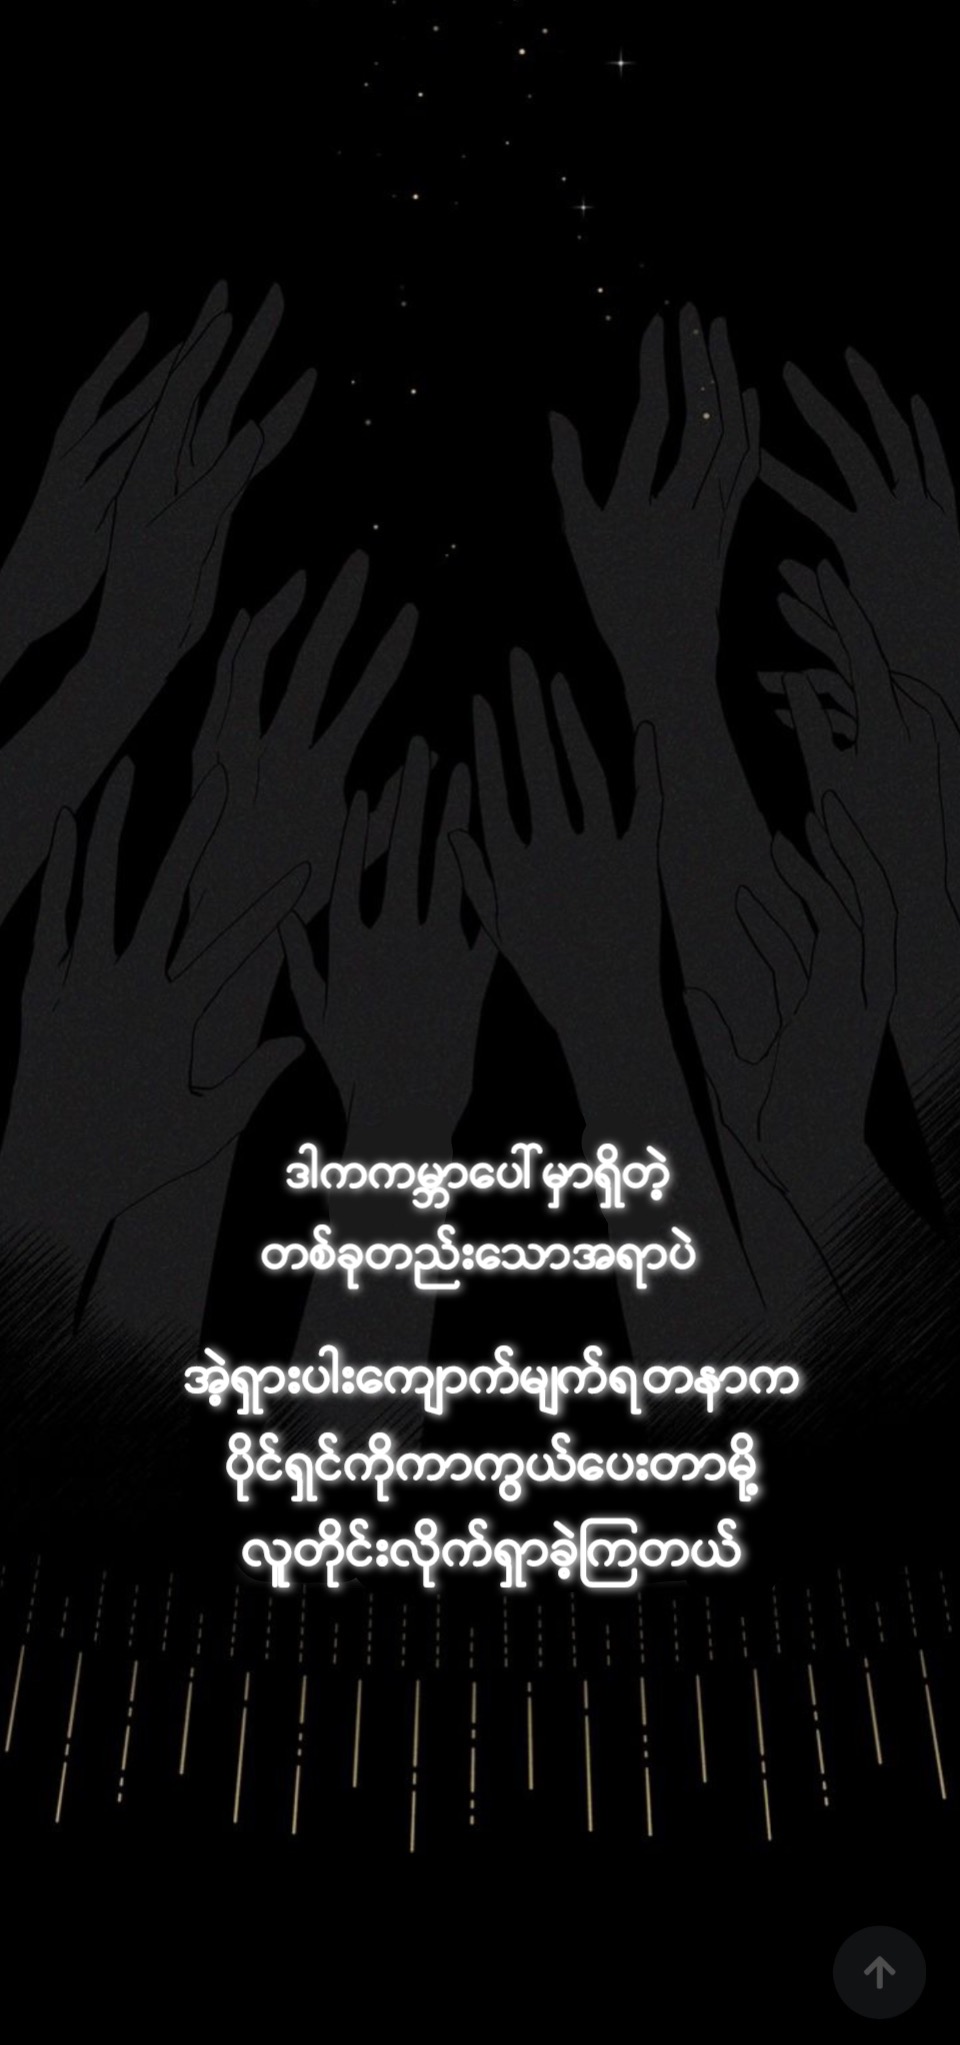 ဒါကကမ္ဘာပေါ်မှာရှိတဲ့
တစ်ခုတည်းသောအရာပဲ
အဲ့ရှားပါးကျောက်မျက်ရတနာက
ပိုင်ရှင်ကိုကာကွယ်ပေးတာမို့
လူတိုင်းလိုက်ရှာခဲ့ကြတယ်